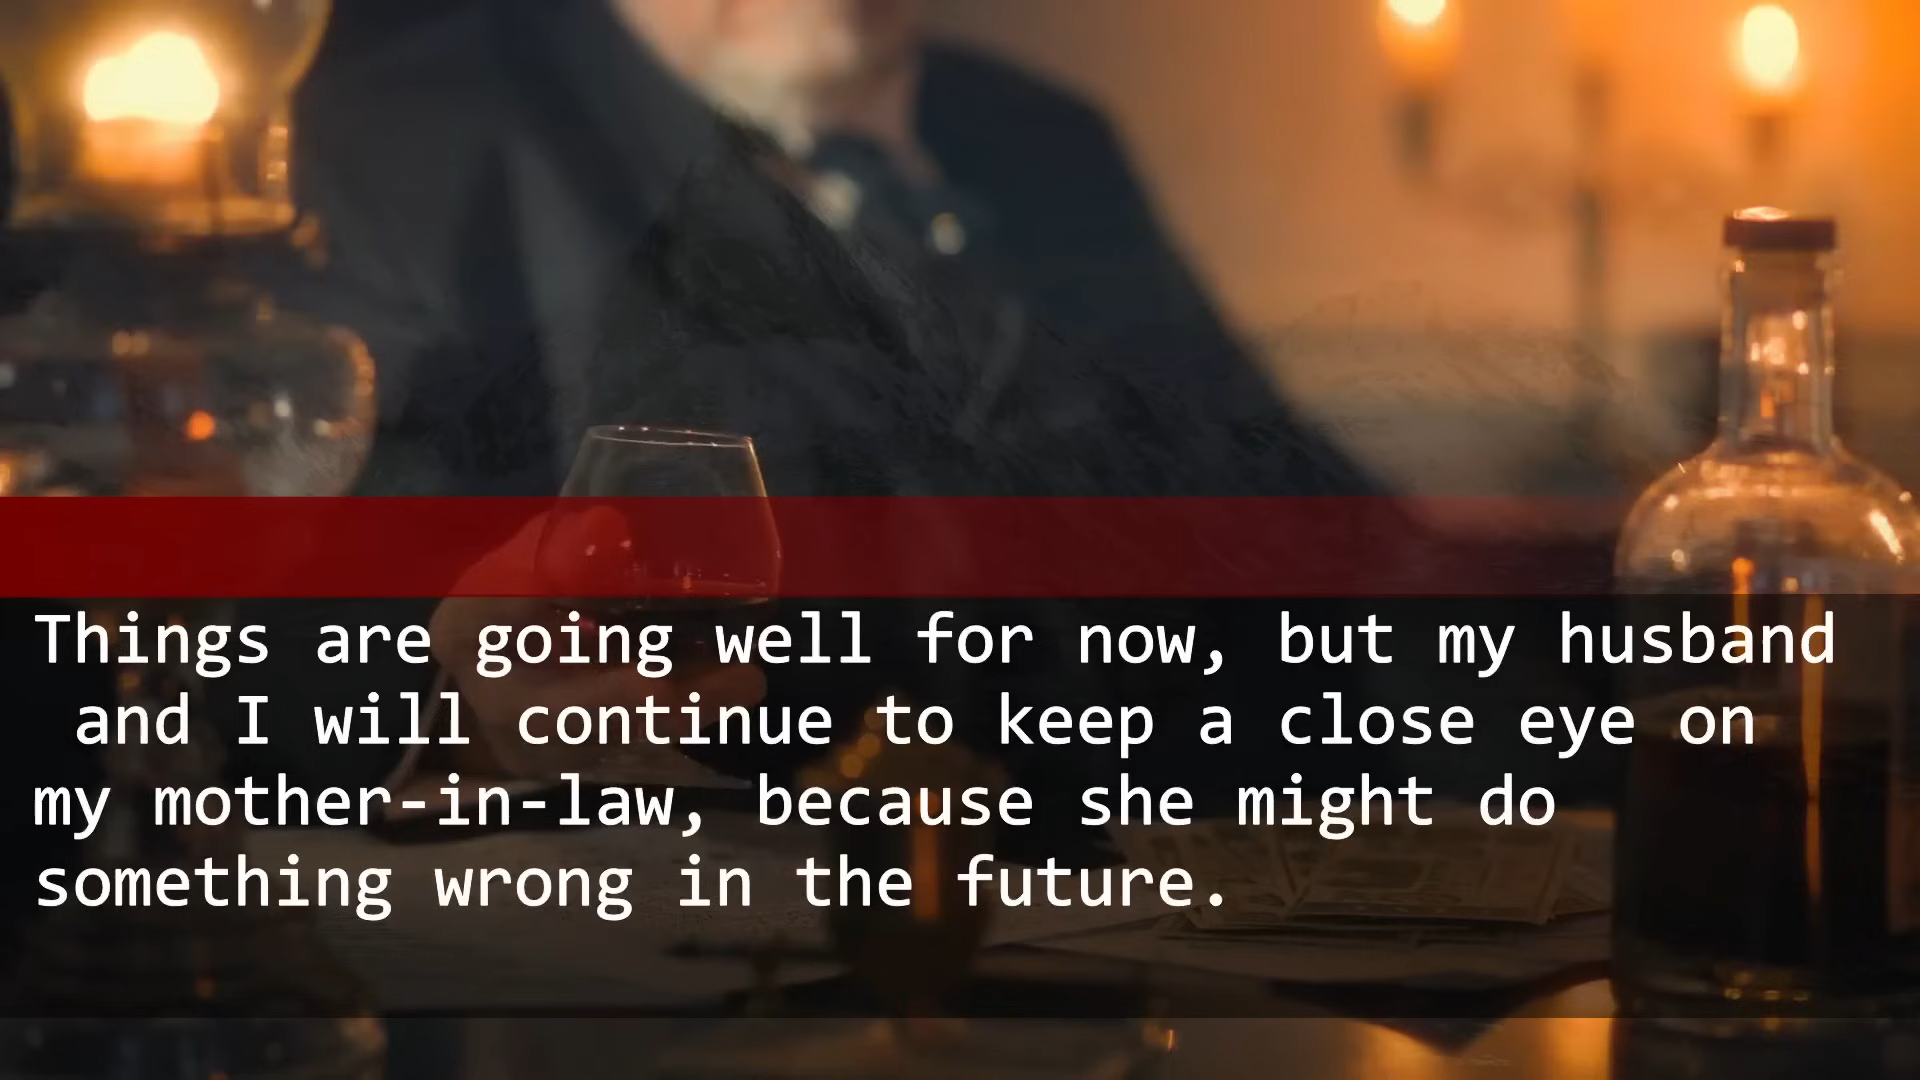 Things are going well for now, but my husband
and I will continue to keep a close eye on
my mother-in-law, because she might do
something wrong in the future.